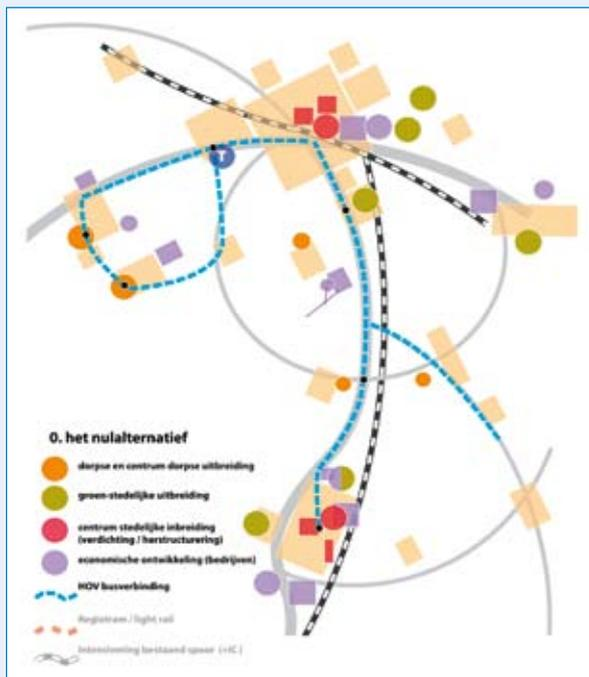 T
0. het nulalternatief
dorpse en centrum dorpse uitbreiding
groen-stedelijke uitbreiding
centrum stedelijke inbreiding
(verdichting / herstructurering)
economische ontwikkeling (bedrijven)
HOV busverbinding
Regiotram / light rail
Intensivering bestaand spoor (+IC)